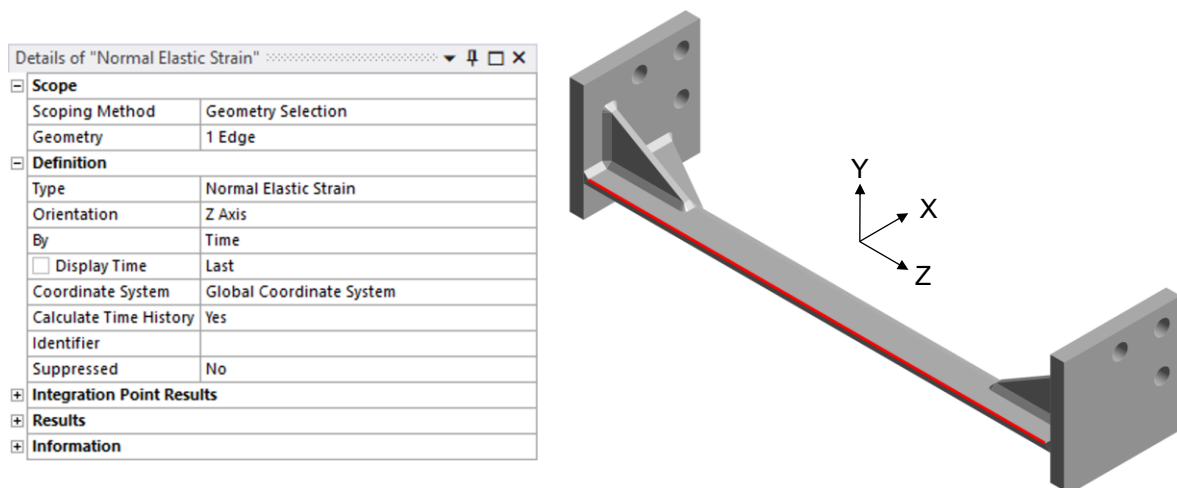 Details of "Normal Elastic Strain"
Scope
Scoping Method Geometry Selection
Geometry 1 Edge
Definition
Type Normal Elastic Strain
Orientation Z Axis
By Time
Display Time Last
Coordinate System Global Coordinate System
Calculate Time History Yes
Identifier
Suppressed No
Integration Point Results
Results
Information
Y
X
Z